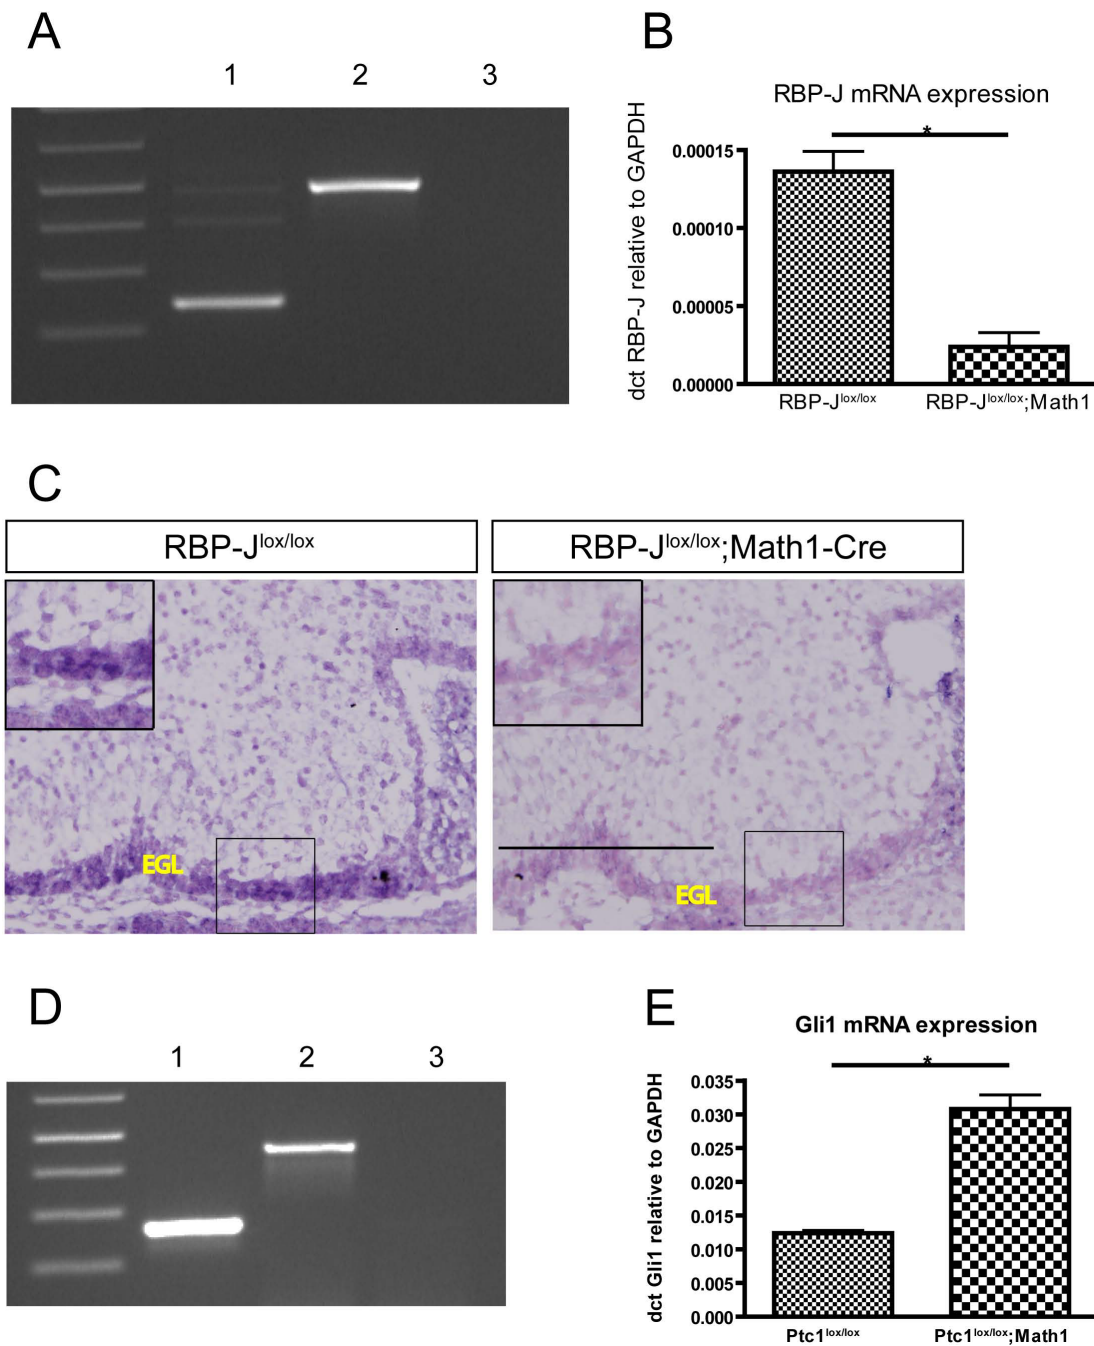 A
1 2 3
B
RBP-J mRNA expression
*
dct RBP-J relative to GAPDH
0.00015
0.00010
0.00005
0.00000
RBP-Jlox/lox
RBP-Jlox/lox;Math1
C
RBP-Jlox/lox
RBP-Jlox/lox;Math1-Cre
EGL
EGL
D
1 2 3
E
Gli1 mRNA expression
*
dct Gli1 relative to GAPDH
0.035
0.030
0.025
0.020
0.015
0.010
0.005
0.000
Ptc1lox/lox
Ptc1lox/lox;Math1